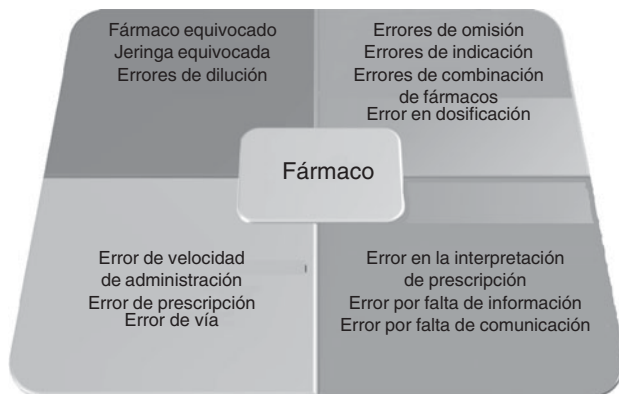 Fármaco equivocado
Jeringa equivocada
Errores de dilución
Errores de omisión
Errores de indicación
Errores de combinación
de fármacos
Error en dosificación
Fármaco
Error de velocidad
de administración
Error de prescripción
Error de vía
Error en la interpretación
de prescripción
Error por falta de información
Error por falta de comunicación